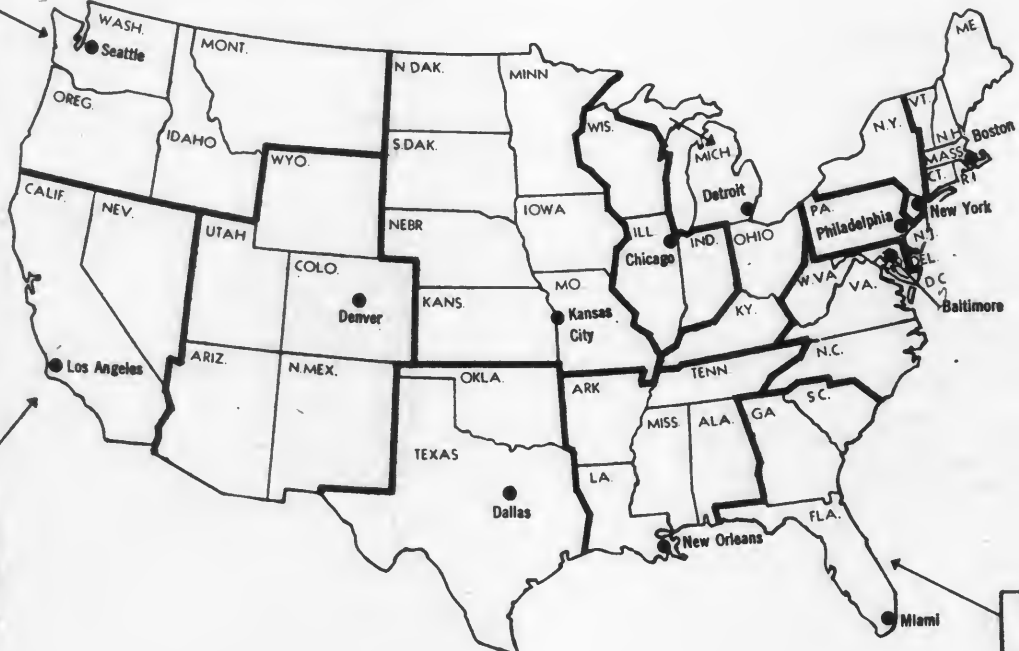 WASH.
Seattle
MONT.
N DAK.
MINN
ME
OREG.
IDAHO
S.DAK.
WIS.
MICH
N.Y.
VT.
N.H.
Boston
MASS
CT.
R I
WYO.
Detroit
CALIF.
NEV.
UTAH
NEBR
IOWA
ILL
Chicago
IND.
OHIO
PA.
Philadelphia
New York
N.J.
DEL.
D C
Baltimore
COLO.
Denver
KANS.
MO.
Kansas
City
KY.
W.VA
VA.
Los Angeles
ARIZ.
N.MEX.
OKLA.
ARK
TENN.
N.C.
S C.
TEXAS
MISS.
ALA.
GA
LA.
Dallas
New Orleans
FLA.
Miami